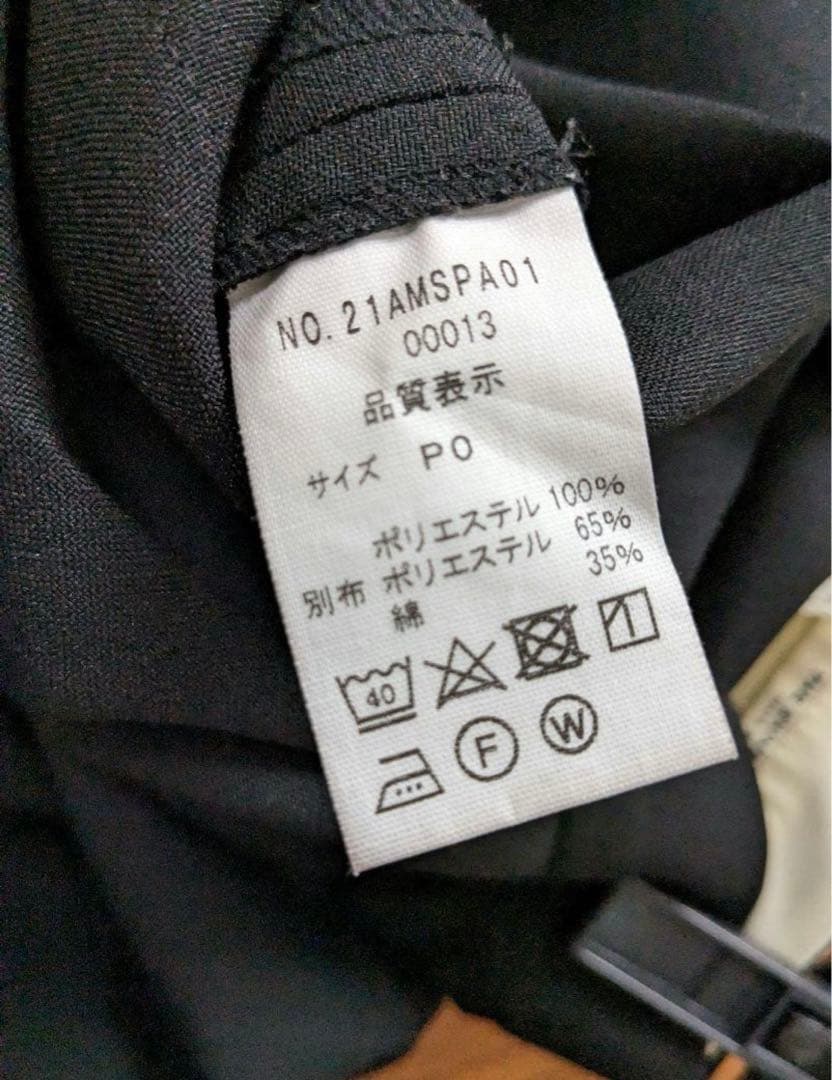 NO. 21AMSPA01
00013
品質表示
サイズ P0
ポリエステル 100%
別布 ポリエステル 65%
綿 35%
40
F W